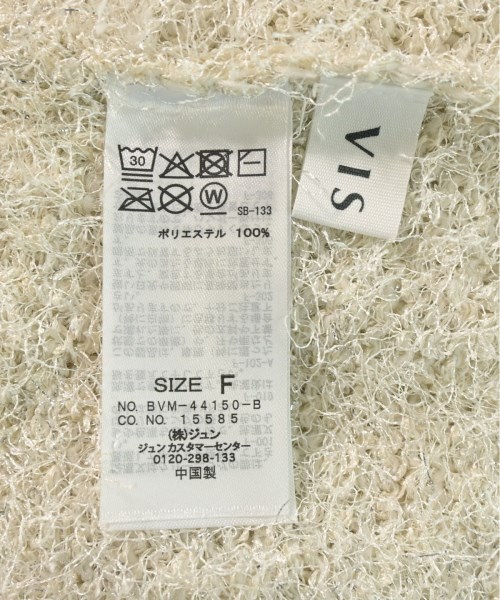 30
W
SB-133
ポリエステル 100%
SIZE F
NO. BVM-44150-B
CO. NO. 15585
(株)ジュン
ジュンカスタマーセンター
0120-298-133
中国製
VIS